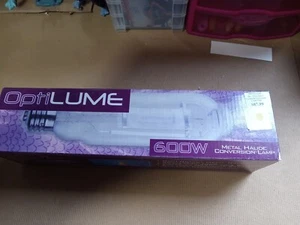 OptiLUME
600W
METAL HALIDE
CONVERSION LAMP